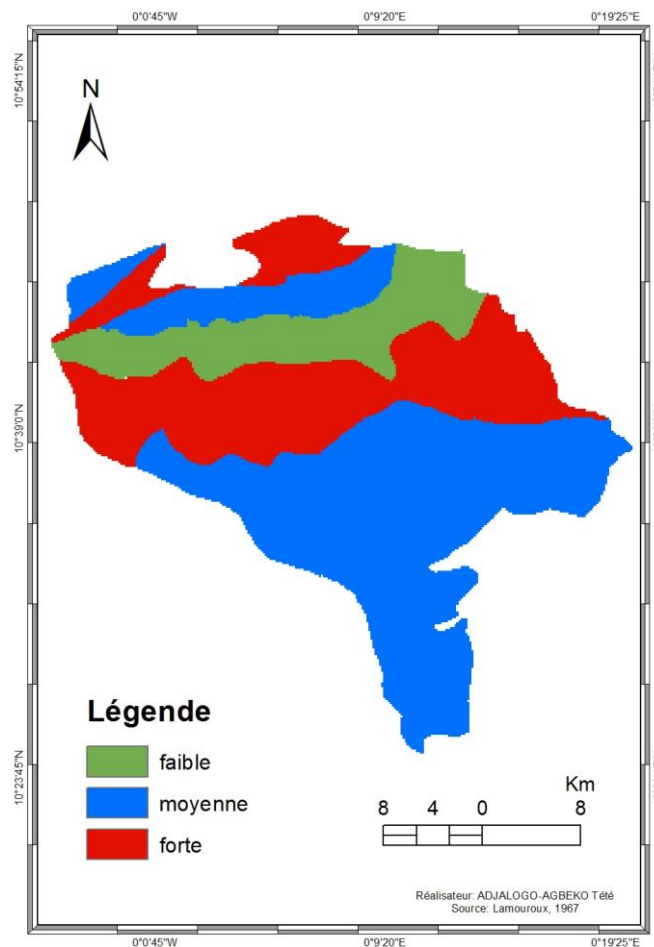 0°0'45"W 0°9'20"E 0°19'25"E
10°54'15"N
N
10°39'0"N
10°23'45"N
Légende
faible
moyenne
forte
Km
8 4 0 8
Réalisateur: ADJALOGO-AGBEKO Tété
Source: Lamouroux, 1967
0°0'45"W 0°9'20"E 0°19'25"E